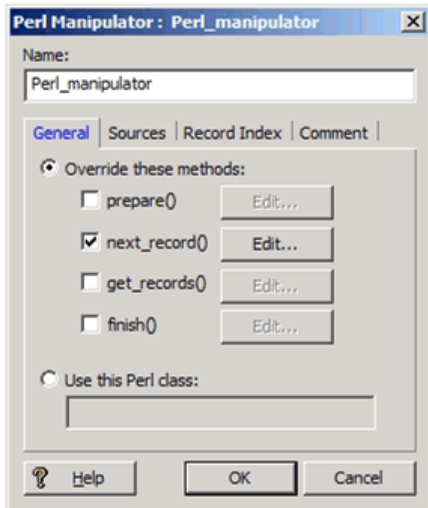 Perl Manipulator : Perl_manipulator
Name:
Perl_manipulator
General Sources Record Index Comment
Override these methods:
prepare() Edit...
next_record() Edit...
get_records() Edit...
finish() Edit...
Use this Perl class:
? Help OK Cancel